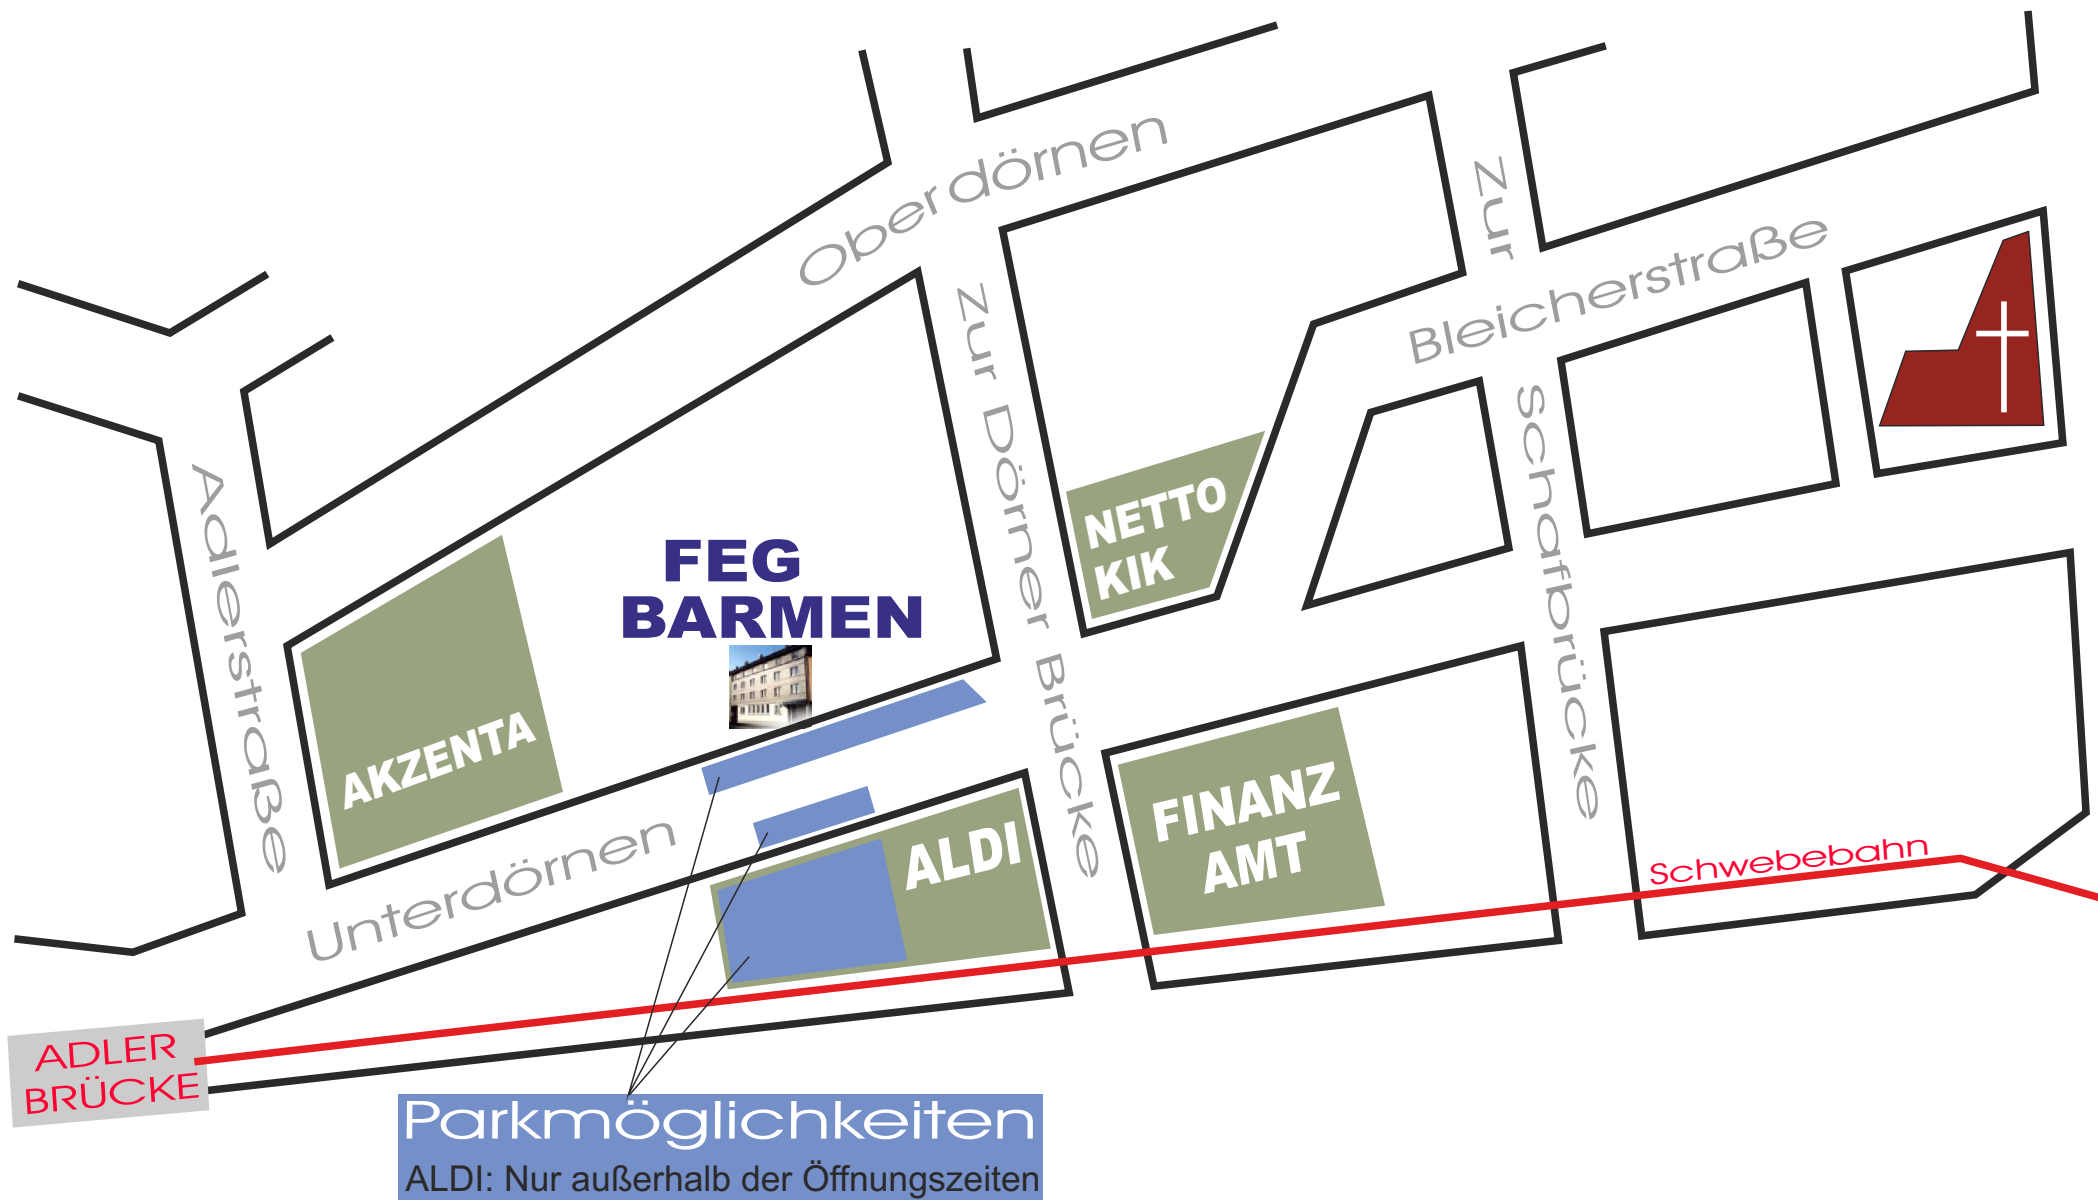 Oberdörnen
Zur
Bleicherstraße
Zur Dörner Brücke
Schafbrücke
Adlerstraße
NETTO
KIK
FEG
BARMEN
AKZENTA
Unterdörnen
ALDI
FINANZ
AMT
Schwebebahn
ADLER
BRÜCKE
Parkmöglichkeiten
ALDI: Nur außerhalb der Öffnungszeiten